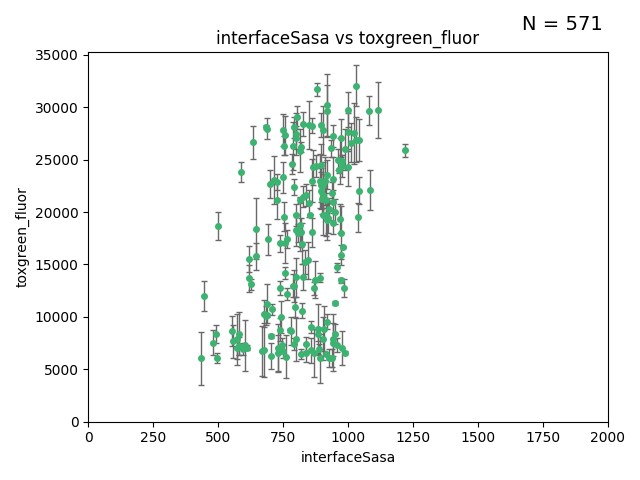 N = 571
interfaceSasa vs toxgreen_fluor
35000
30000
25000
20000
15000
10000
5000
0
toxgreen_fluor
0 250 500 750 1000 1250 1500 1750 2000
interfaceSasa